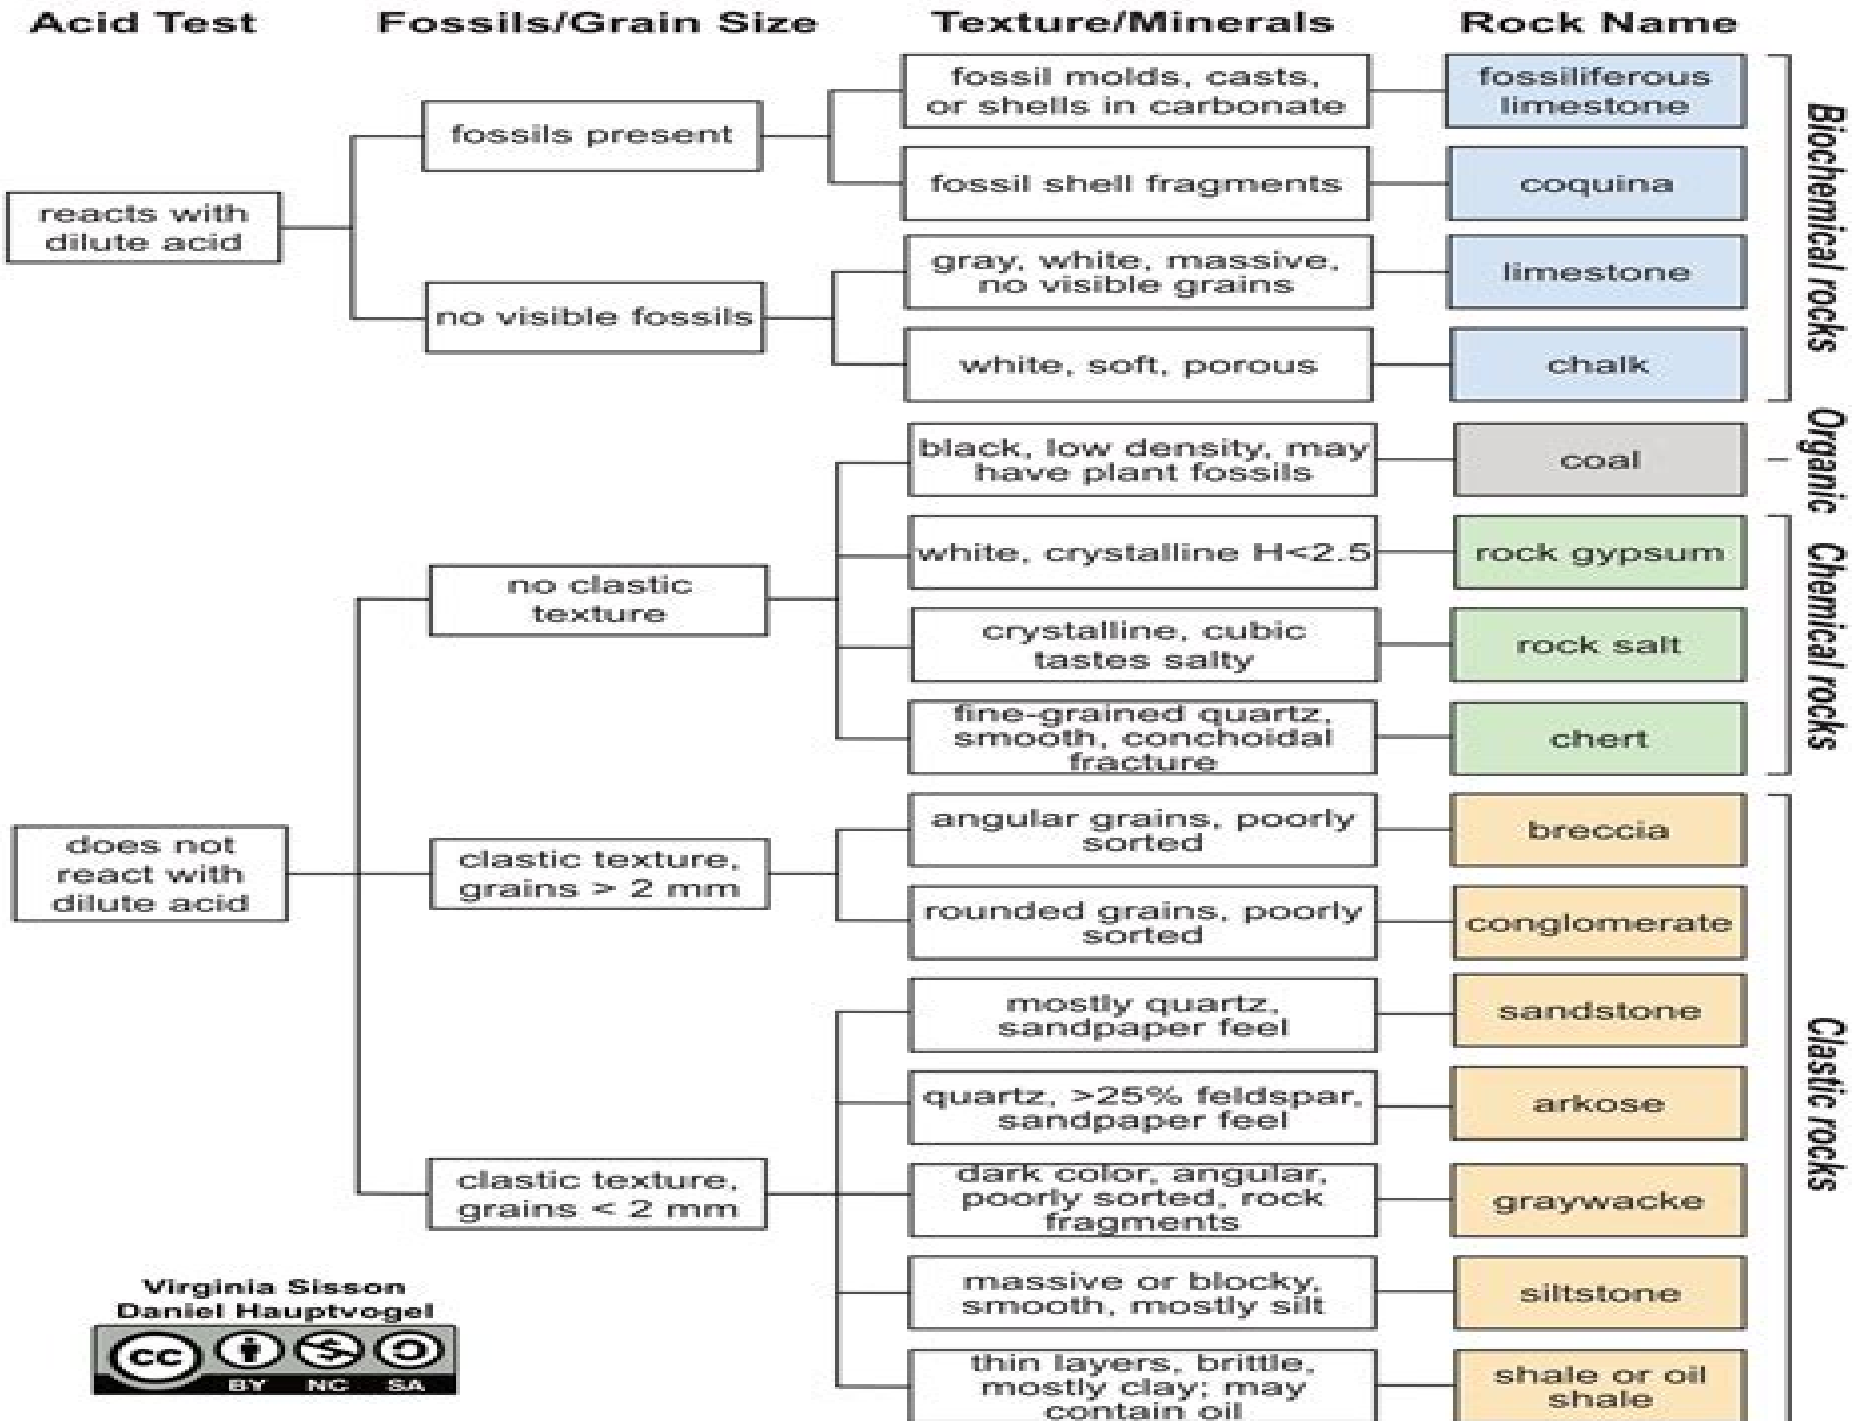 Acid Test
Fossils/Grain Size
Texture/Minerals
Rock Name
reacts with
dilute acid
fossils present
fossil molds, casts,
or shells in carbonate
fossiliferous
limestone
fossil shell fragments
coquina
no visible fossils
gray, white, massive,
no visible grains
limestone
white, soft, porous
chalk
Biochemical rocks
does not
react with
dilute acid
no clastic
texture
black, low density, may
have plant fossils
coal
Organic
white, crystalline H<2.5
rock gypsum
crystalline, cubic
tastes salty
rock salt
fine-grained quartz,
smooth, conchoidal
fracture
chert
Chemical rocks
clastic texture,
grains > 2 mm
angular grains, poorly
sorted
breccia
rounded grains, poorly
sorted
conglomerate
clastic texture,
grains < 2 mm
mostly quartz,
sandpaper feel
sandstone
quartz, >25% feldspar,
sandpaper feel
arkose
dark color, angular,
poorly sorted, rock
fragments
graywacke
massive or blocky,
smooth, mostly silt
siltstone
thin layers, brittle,
mostly clay; may
contain oil
shale or oil
shale
Clastic rocks
Virginia Sisson
Daniel Hauptvogel
cc
BY NC SA